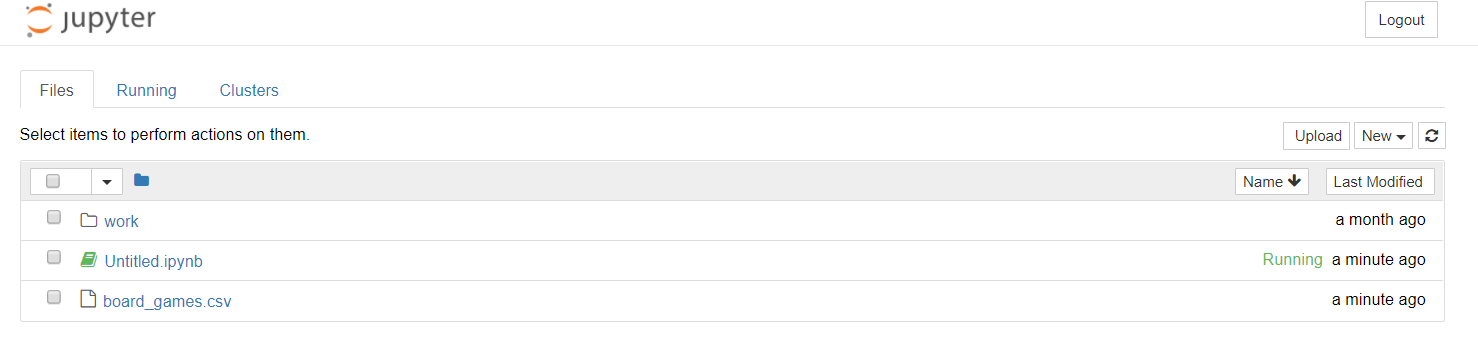 jupyter
Logout
Files Running Clusters
Select items to perform actions on them.
Upload New
Name Last Modified
work a month ago
Untitled.ipynb Running a minute ago
board_games.csv a minute ago